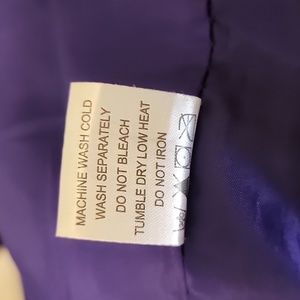 MACHINE WASH COLD
WASH SEPARATELY
DO NOT BLEACH
TUMBLE DRY LOW HEAT
DO NOT IRON